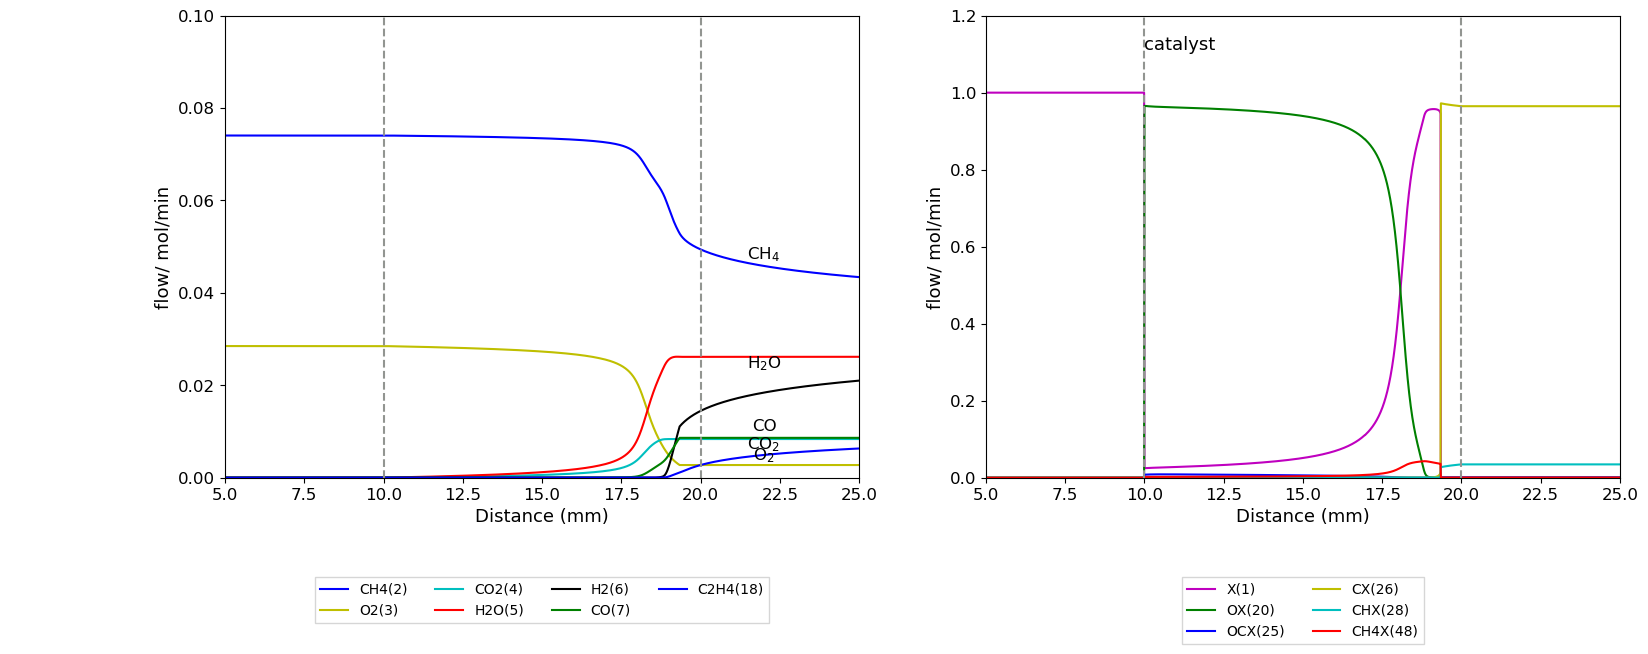 0.10
0.08
0.06
0.04
0.02
0.00
flow/ mol/min
5.0 7.5 10.0 12.5 15.0 17.5 20.0 22.5 25.0
Distance (mm)
CH₄
H₂O
CO
CO₂
O₂
CH4(2) CO2(4) H2(6) C2H4(18)
O2(3) H2O(5) CO(7)
1.2
1.0
0.8
0.6
0.4
0.2
0.0
flow/ mol/min
catalyst
5.0 7.5 10.0 12.5 15.0 17.5 20.0 22.5 25.0
Distance (mm)
X(1) CX(26)
OX(20) CHX(28)
OCX(25) CH4X(48)